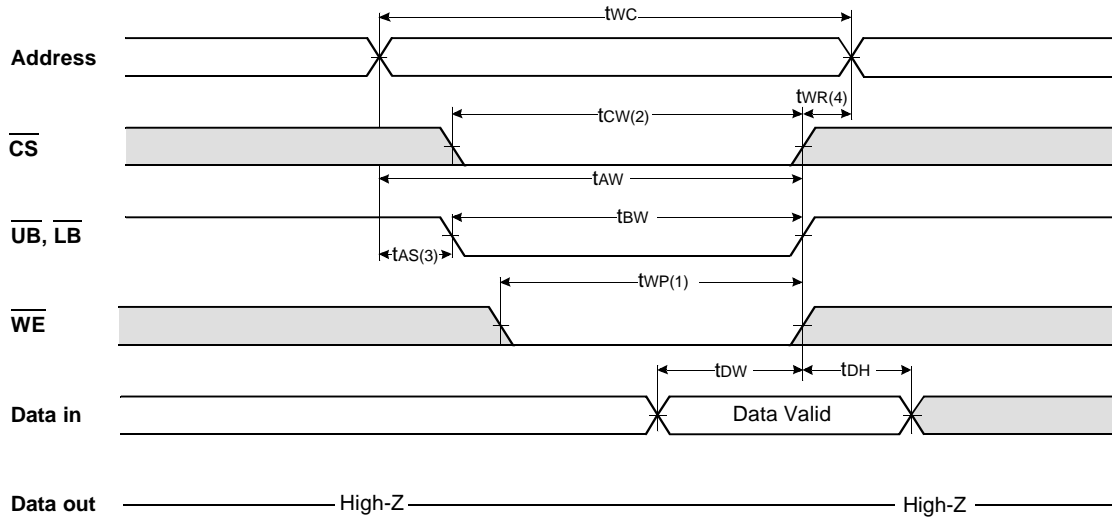 tWC
Address
tWR(4)
tCW(2)
CS
tAW
UB, LB
tBW
tAS(3)
tWP(1)
WE
tDW
tDH
Data in
Data Valid
Data out
High-Z
High-Z